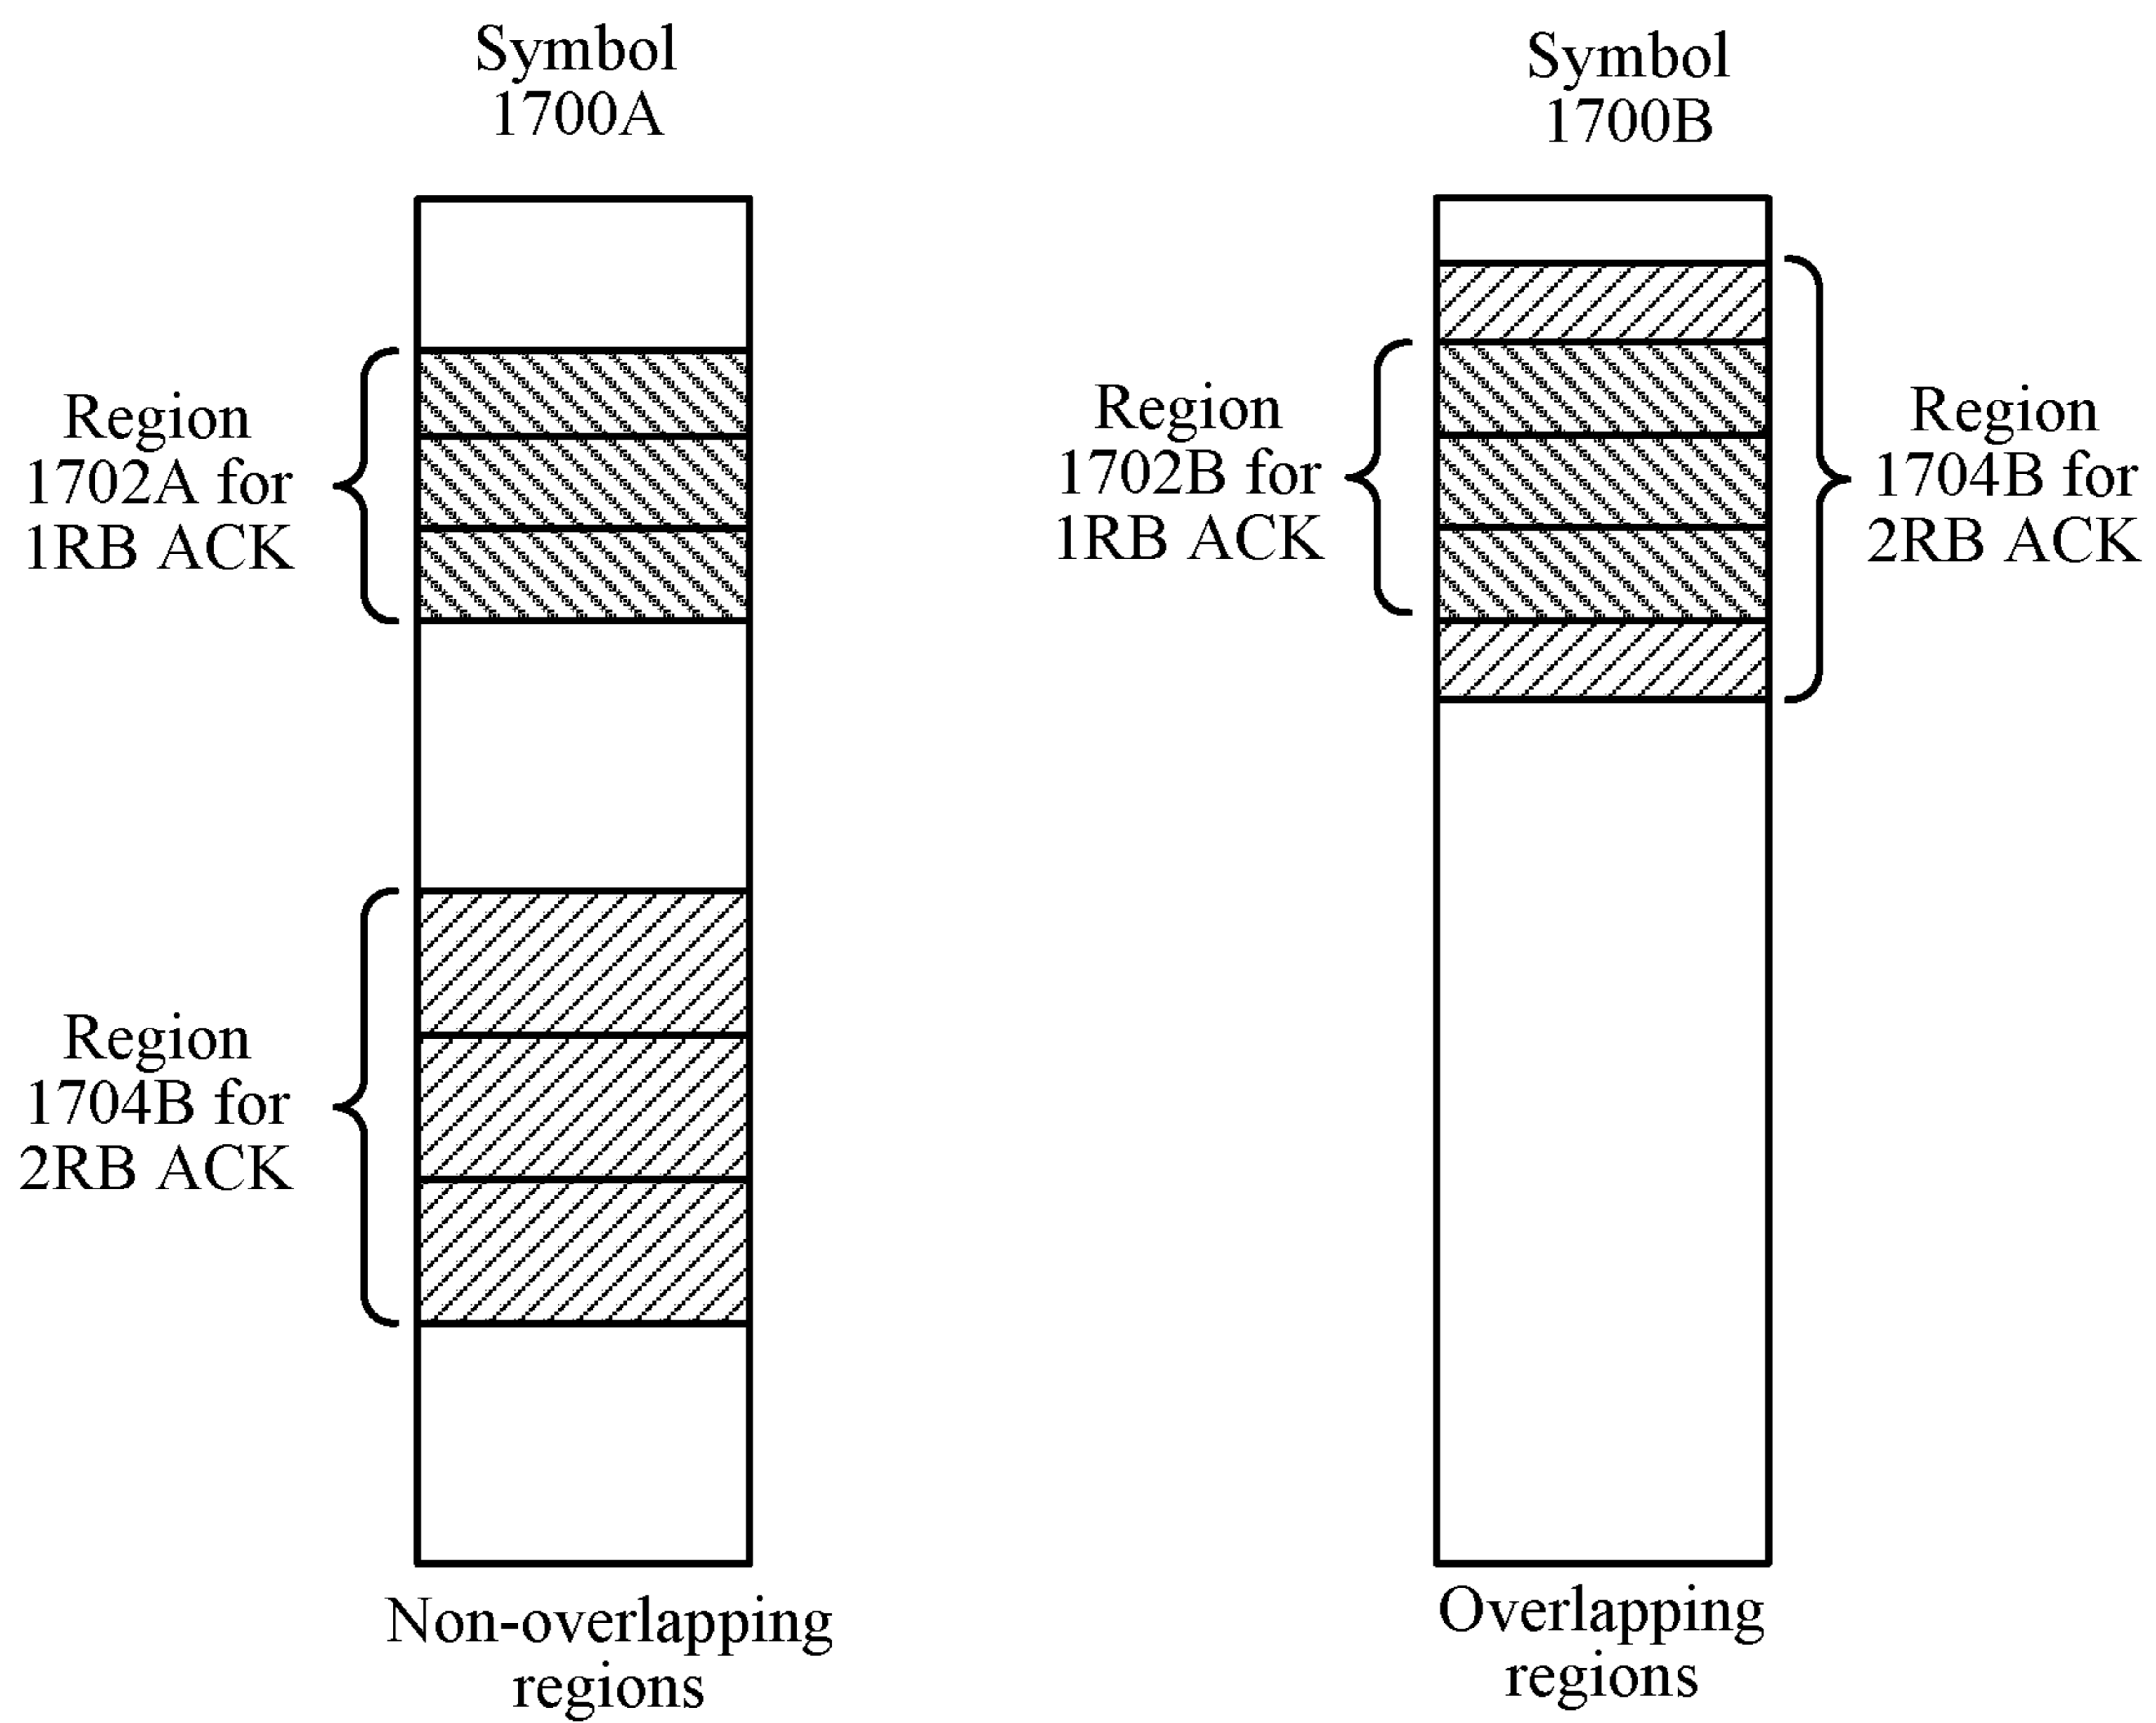 Symbol
1700A
Region
1702A for
1RB ACK
Region
1704B for
2RB ACK
Non-overlapping
regions
Symbol
1700B
Region
1702B for
1RB ACK
Region
1704B for
2RB ACK
Overlapping
regions